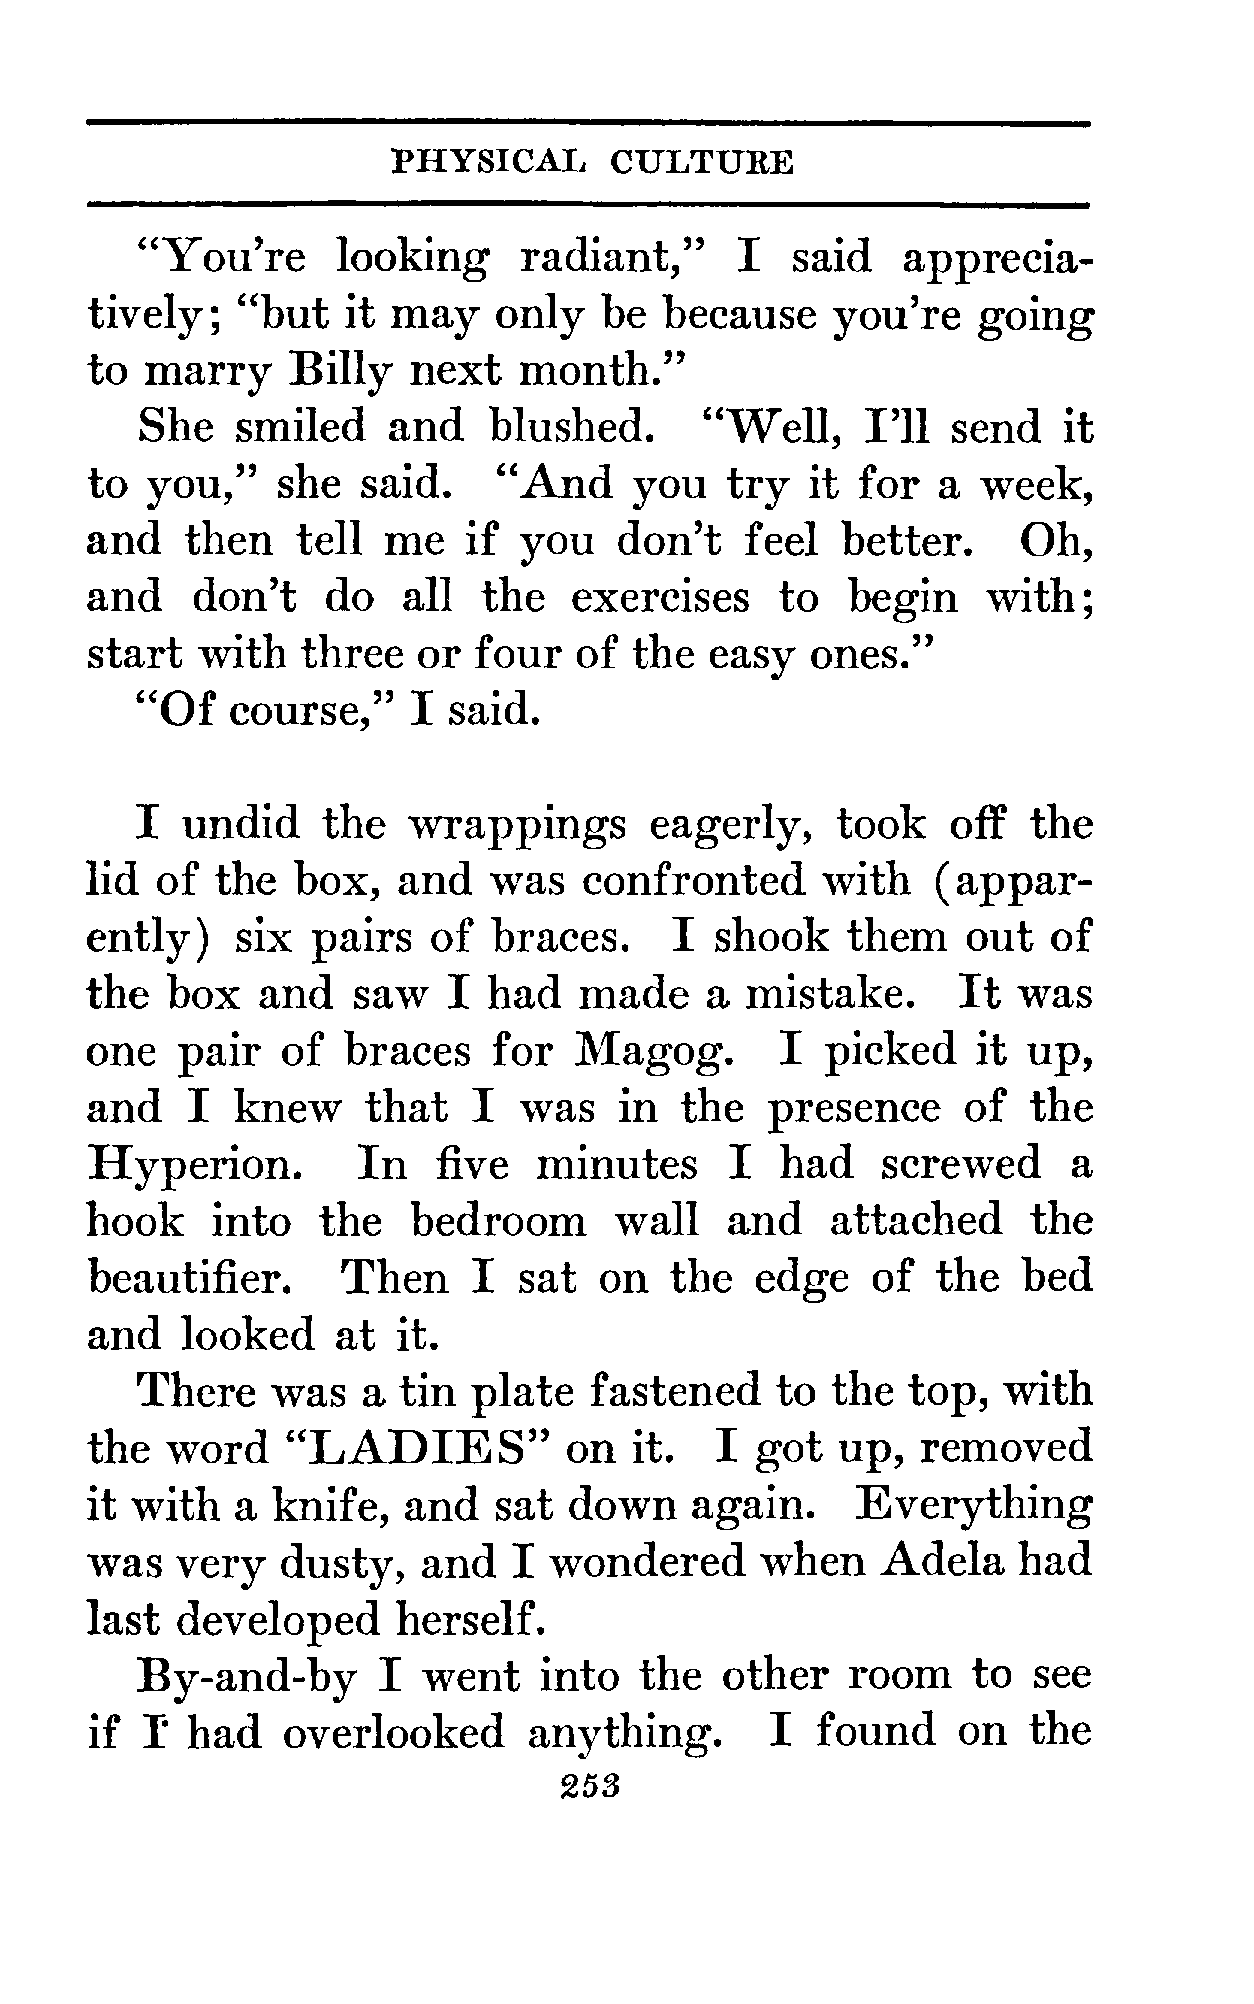 PHYSICAL CULTURE
“You’re looking radiant,” I said apprecia-
tively; “but it may only be because you’re going
to marry Billy next month.”
She smiled and blushed. “Well, I’ll send it
to you,” she said. “And you try it for a week,
and then tell me if you don’t feel better. Oh,
and don’t do all the exercises to begin with;
start with three or four of the easy ones.”
“Of course,” I said.
I undid the wrappings eagerly, took off the
lid of the box, and was confronted with (appar-
ently) six pairs of braces. I shook them out of
the box and saw I had made a mistake. It was
one pair of braces for Magog. I picked it up,
and I knew that I was in the presence of the
Hyperion. In five minutes I had screwed a
hook into the bedroom wall and attached the
beautifier. Then I sat on the edge of the bed
and looked at it.
There was a tin plate fastened to the top, with
the word “LADIES” on it. I got up, removed
it with a knife, and sat down again. Everything
was very dusty, and I wondered when Adela had
last developed herself.
By-and-by I went into the other room to see
if I had overlooked anything. I found on the
253